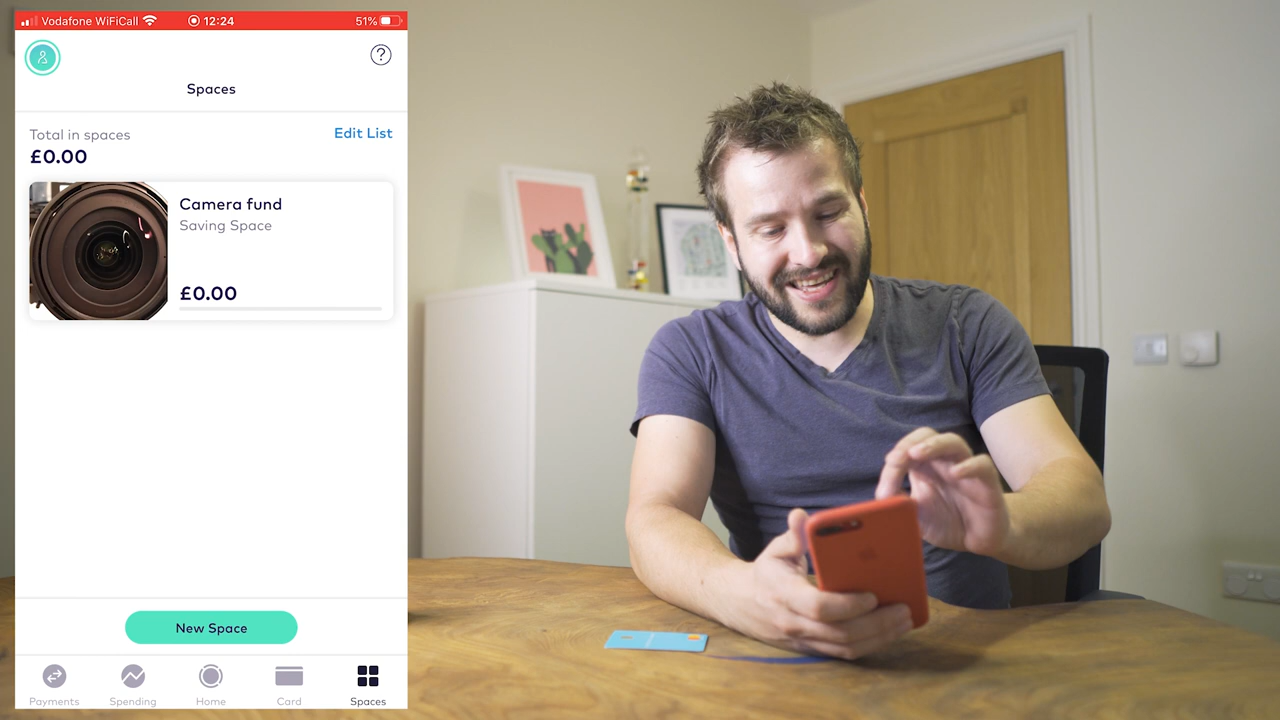 Vodafone WiFiCall 12:24 51%
Spaces
Total in spaces
Edit List
£0.00
Camera fund
Saving Space
£0.00
New Space
Payments Spending Home Card Spaces